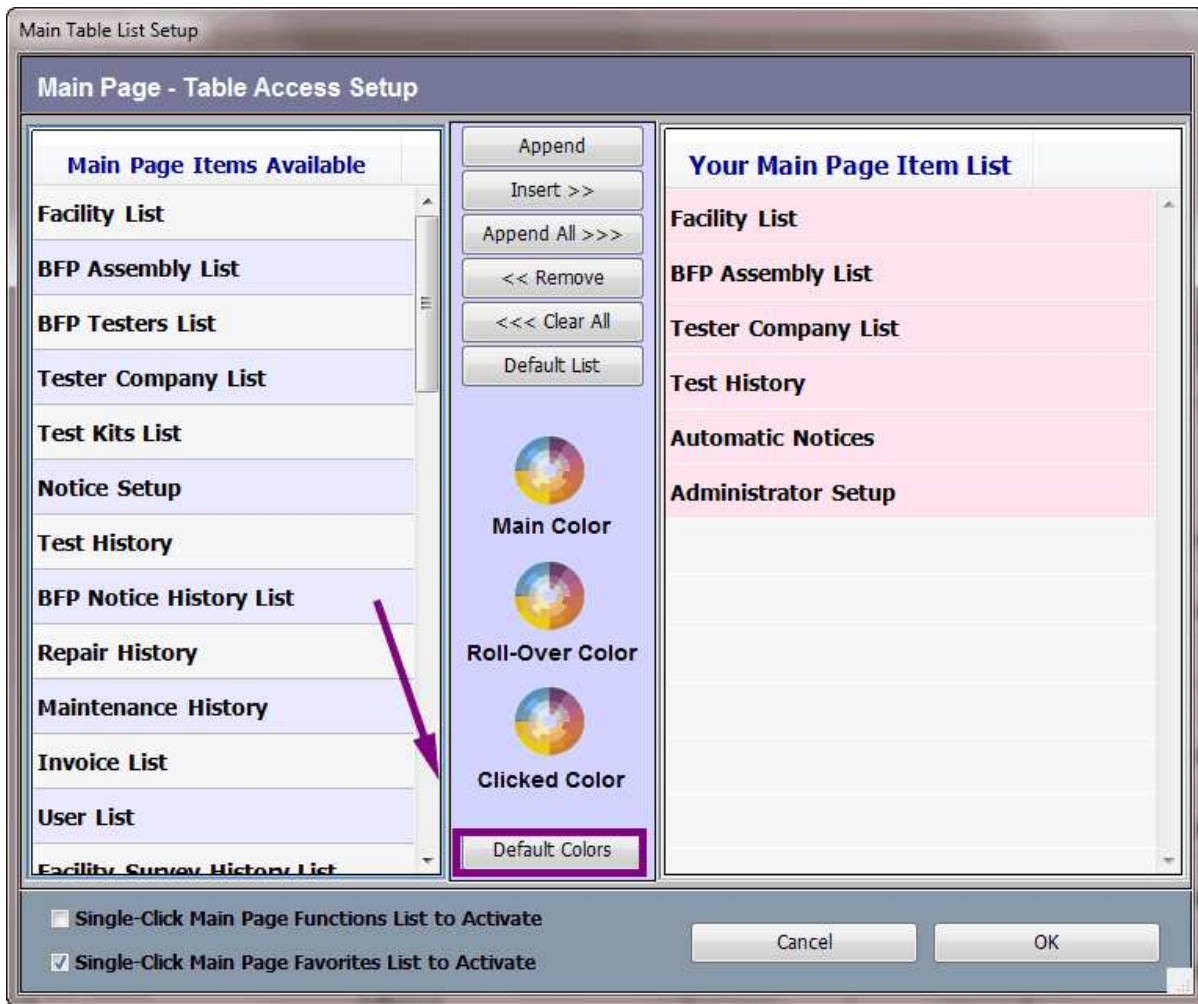 Main Table List Setup
Main Page - Table Access Setup
Main Page Items Available
Facility List
BFP Assembly List
BFP Testers List
Tester Company List
Test Kits List
Notice Setup
Test History
BFP Notice History List
Repair History
Maintenance History
Invoice List
User List
Facility Survey History List
Append
Insert >>
Append All >>>
<< Remove
<<< Clear All
Default List
Main Color
Roll-Over Color
Clicked Color
Default Colors
Your Main Page Item List
Facility List
BFP Assembly List
Tester Company List
Test History
Automatic Notices
Administrator Setup
Single-Click Main Page Functions List to Activate
Single-Click Main Page Favorites List to Activate
Cancel
OK